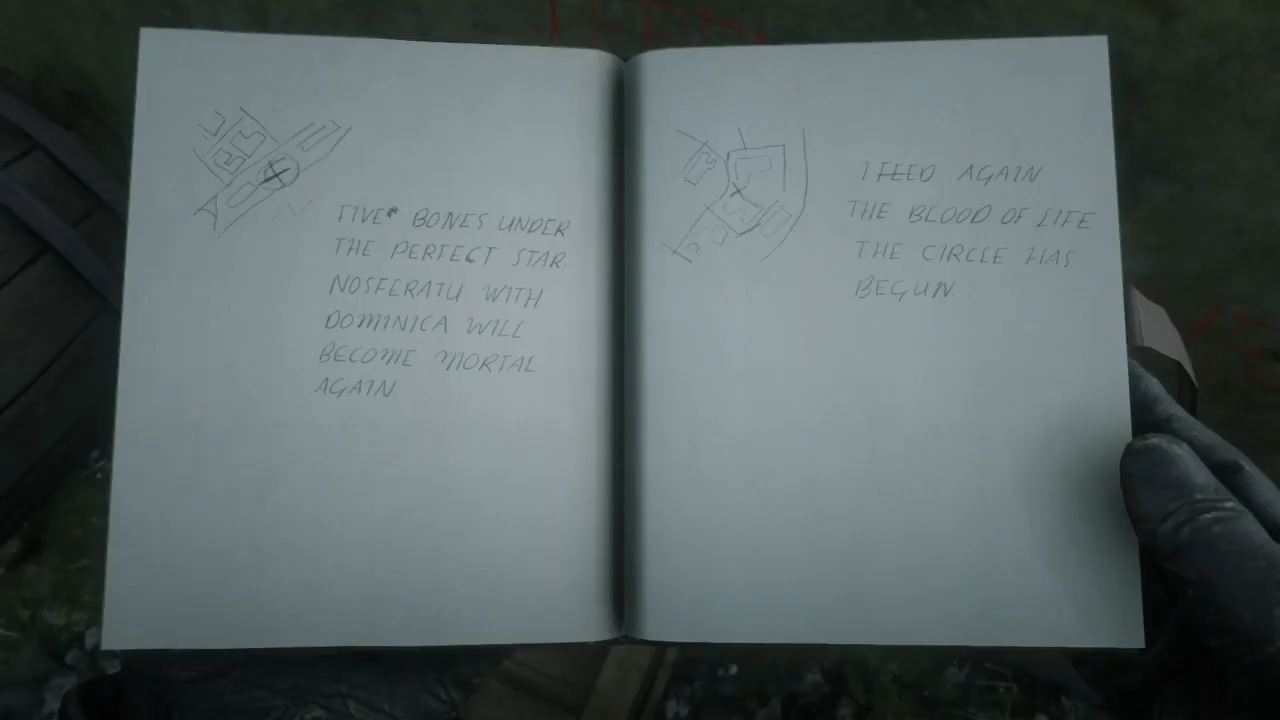 FIVE* BONES UNDER
THE PERFECT STAR.
NOSFERATU WITH
DOMINICA WILL
BECOME MORTAL
AGAIN.
I FEED AGAIN
THE BLOOD OF LIFE
THE CIRCLE HAS
BEGUN.